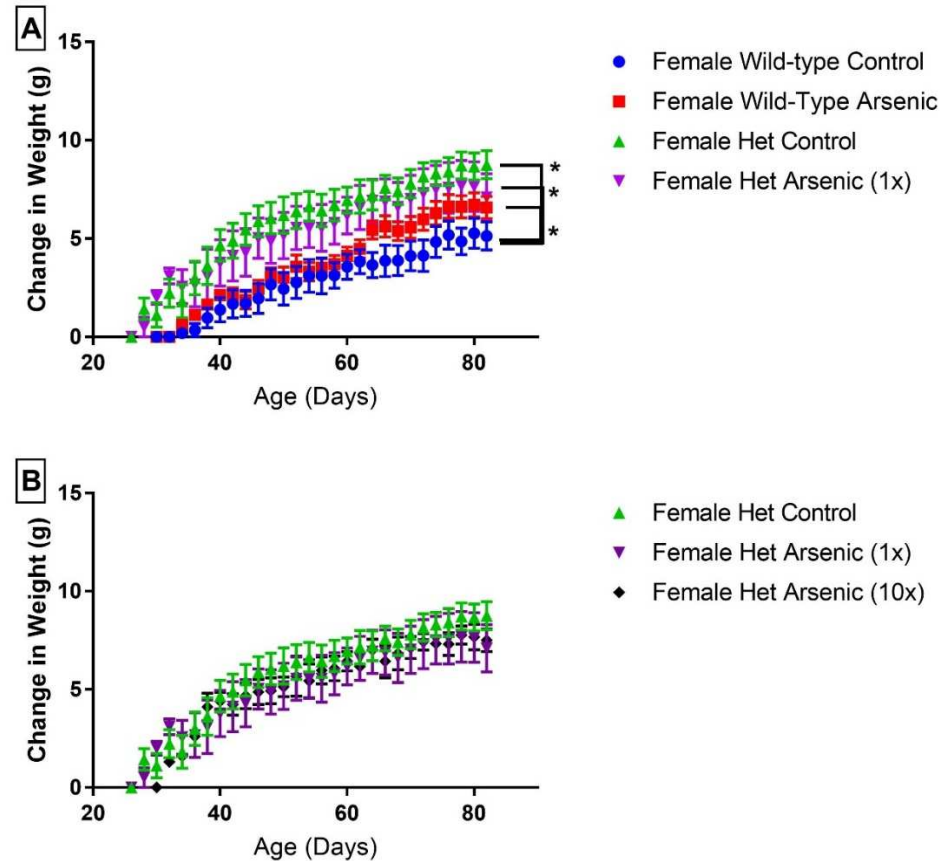 A
15
10
5
0
Change in Weight (g)
20 40 60 80
Age (Days)
*
*
*
Female Wild-type Control
Female Wild-Type Arsenic
Female Het Control
Female Het Arsenic (1x)
B
15
10
5
0
Change in Weight (g)
20 40 60 80
Age (Days)
Female Het Control
Female Het Arsenic (1x)
Female Het Arsenic (10x)